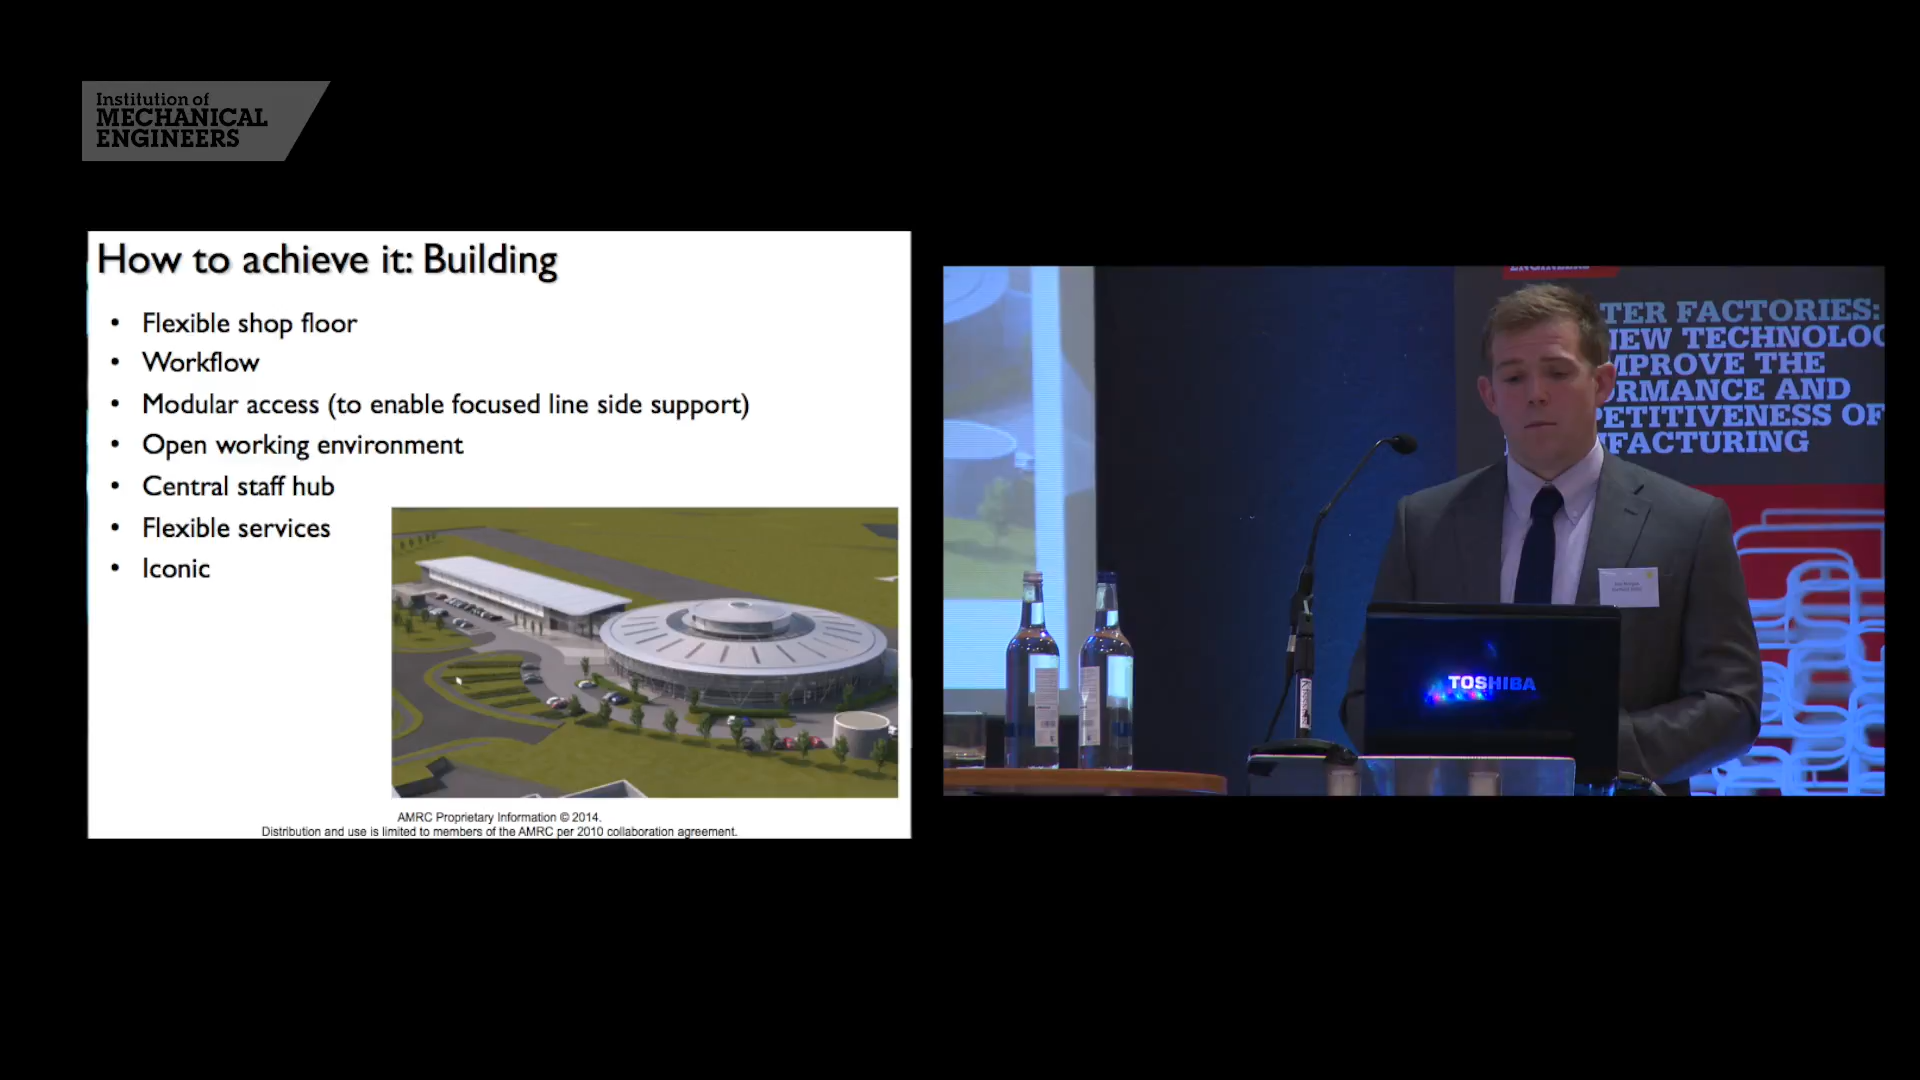 Institution of
MECHANICAL
ENGINEERS
How to achieve it: Building
• Flexible shop floor
• Workflow
• Modular access (to enable focused line side support)
• Open working environment
• Central staff hub
• Flexible services
• Iconic
AMRC Proprietary Information © 2014.
Distribution and use is limited to members of the AMRC per 2010 collaboration agreement.
ENGINEERS
TER FACTORIES:
NEW TECHNOLOG
MPROVE THE
ORMANCE AND
PETITIVENESS OF
FACTURING
TOSHIBA